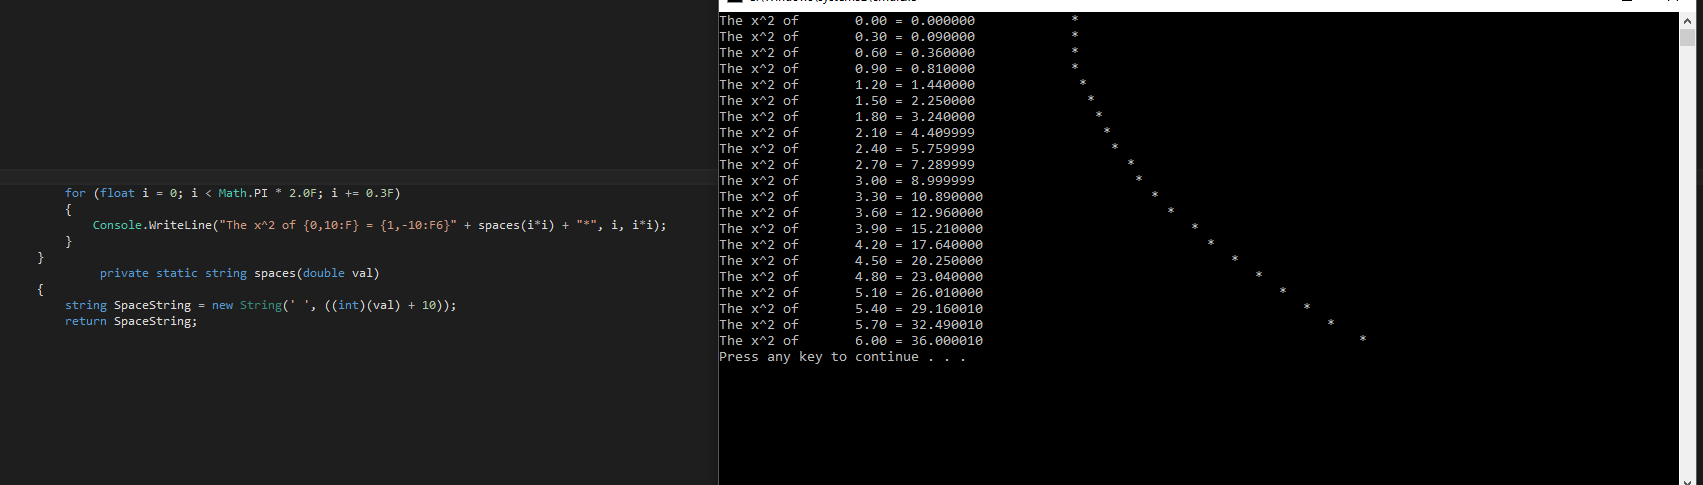 for (float i = 0; i < Math.PI * 2.0F; i += 0.3F)
{
Console.WriteLine("The x^2 of {0,10:F} = {1,-10:F6}" + spaces(i*i) + "*", i, i*i);
}
}
private static string spaces(double val)
{
string SpaceString = new String(' ', ((int)(val) + 10));
return SpaceString;
The x^2 of       0.00 = 0.000000            *
The x^2 of       0.30 = 0.090000            *
The x^2 of       0.60 = 0.360000            *
The x^2 of       0.90 = 0.810000            *
The x^2 of       1.20 = 1.440000             *
The x^2 of       1.50 = 2.250000              *
The x^2 of       1.80 = 3.240000               *
The x^2 of       2.10 = 4.409999                *
The x^2 of       2.40 = 5.759999                 *
The x^2 of       2.70 = 7.289999                   *
The x^2 of       3.00 = 8.999999                    *
The x^2 of       3.30 = 10.890000                     *
The x^2 of       3.60 = 12.960000                       *
The x^2 of       3.90 = 15.210000                          *
The x^2 of       4.20 = 17.640000                            *
The x^2 of       4.50 = 20.250000                               *
The x^2 of       4.80 = 23.040000                                  *
The x^2 of       5.10 = 26.010000                                     *
The x^2 of       5.40 = 29.160010                                        *
The x^2 of       5.70 = 32.490010                                           *
The x^2 of       6.00 = 36.000010                                               *
Press any key to continue . . .